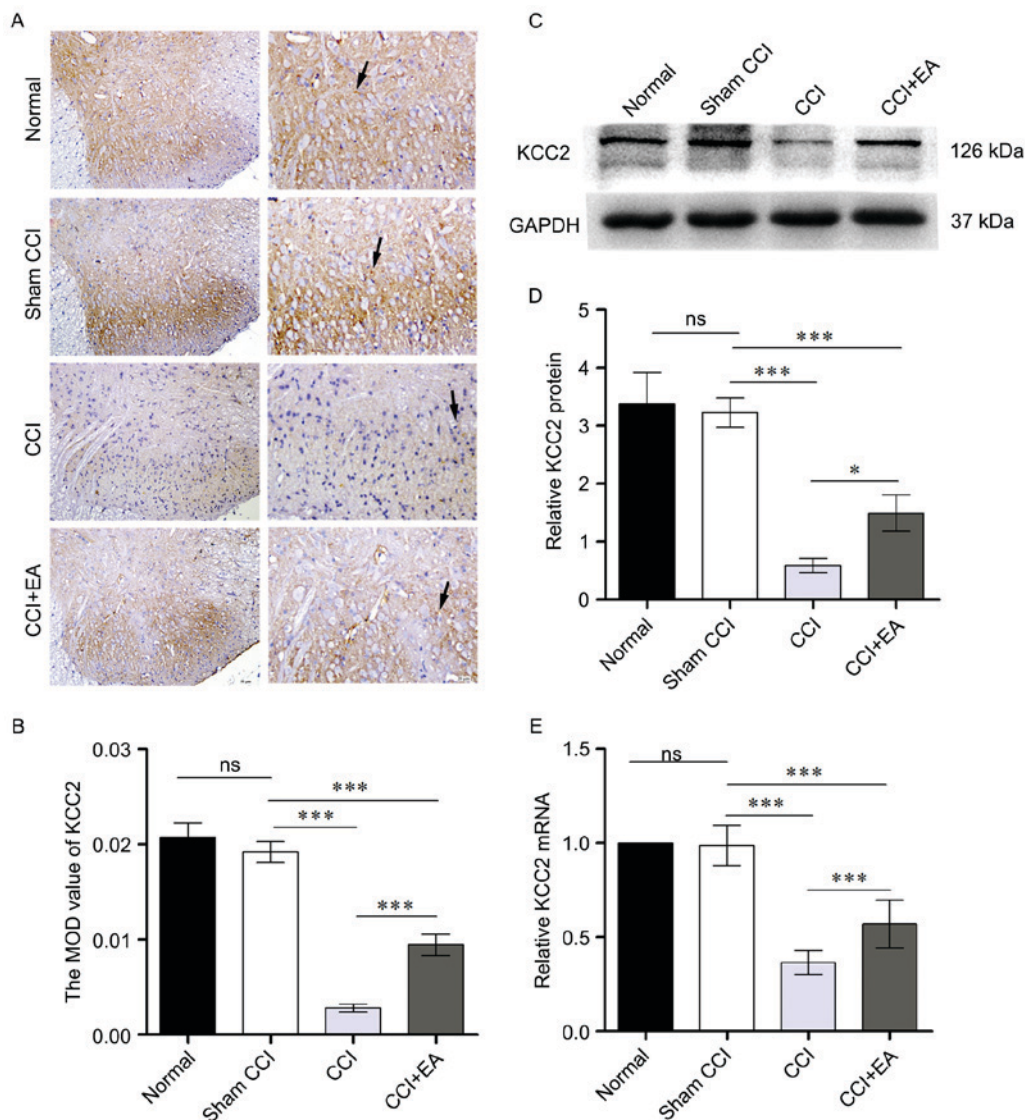 A
Normal
Sham CCI
CCI
CCI+EA
B
The MOD value of KCC2
0.03
0.02
0.01
0.00
ns
***
***
***
Normal
Sham CCI
CCI
CCI+EA
C
Normal
Sham CCI
CCI
CCI+EA
KCC2
126 kDa
GAPDH
37 kDa
D
Relative KCC2 protein
5
4
3
2
1
0
ns
***
***
*
Normal
Sham CCI
CCI
CCI+EA
E
Relative KCC2 mRNA
1.5
1.0
0.5
0.0
ns
***
***
***
Normal
Sham CCI
CCI
CCI+EA